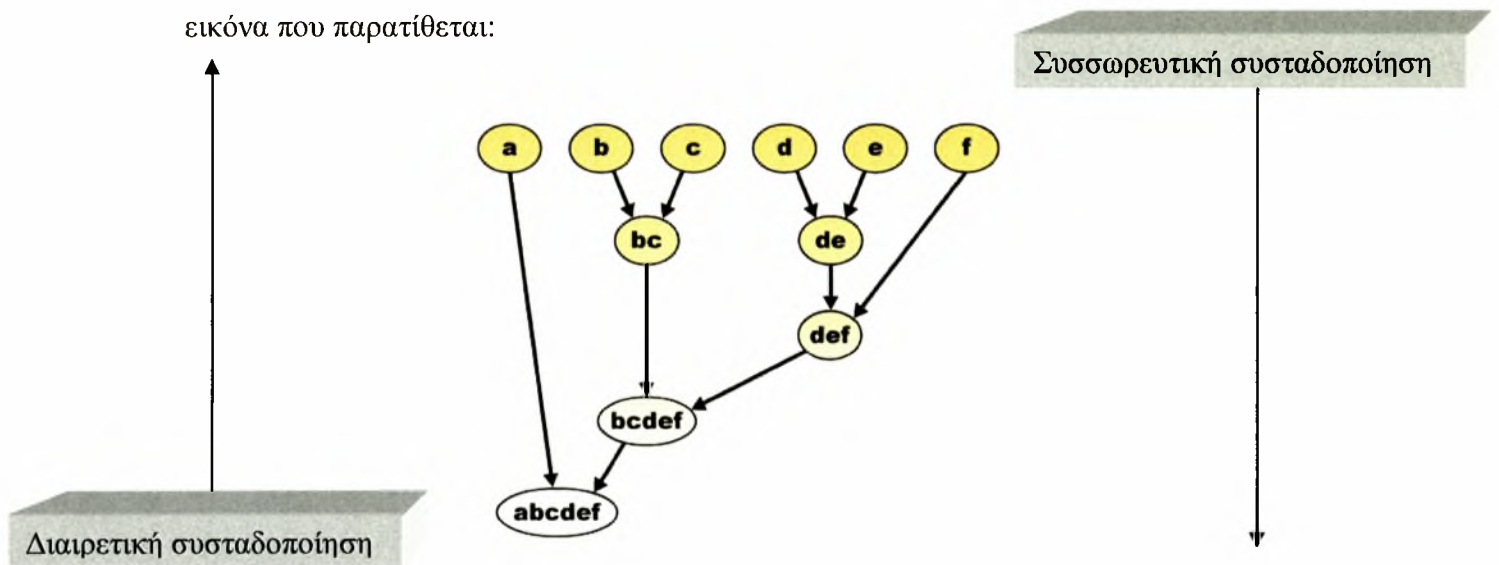 εικόνα που παρατίθεται:
Συσσωρευτική συσταδοποίηση
a b c d e f
bc de
def
bcdef
abcdef
Διαιρετική συσταδοποίηση